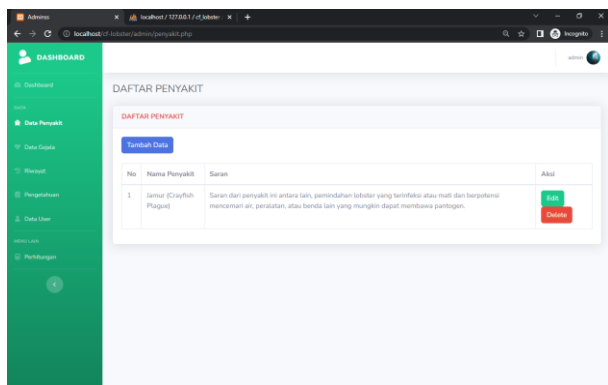 Adminss
localhost / 127.0.0.1 / cf_lobster
localhost/cf-lobster/admin/penyakit.php
Incognito
DASHBOARD
admin
Dashboard
DATA
Data Penyakit
Data Gejala
Riwayat
Pengetahuan
Data User
MENU LAIN
Perhitungan
DAFTAR PENYAKIT
DAFTAR PENYAKIT
Tambah Data
No Nama Penyakit Saran Aksi
1 Jamur (Crayfish Plague) Saran dari penyakit ini antara lain, pemindahan lobster yang terinfeksi atau mati dan berpotensi
mencemari air, peralatan, atau benda lain yang mungkin dapat membawa pantogen.
Edit
Delete